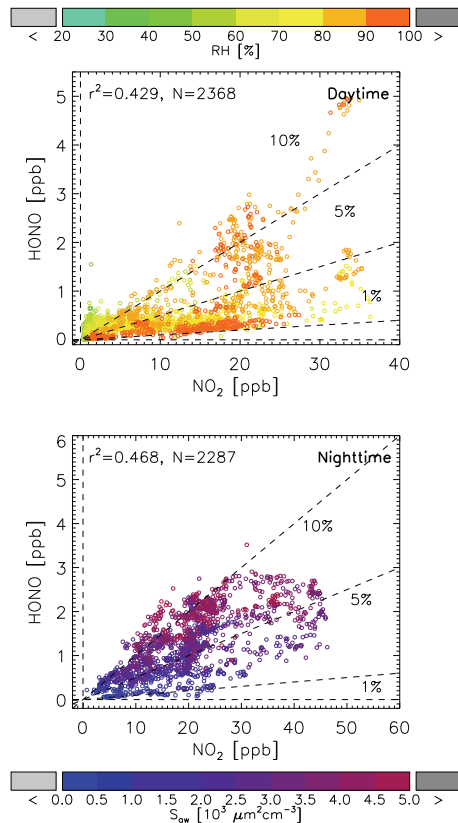 < 20 30 40 50 60 70 80 90 100 >
RH [%]
r²=0.429, N=2368 Daytime
10%
5%
1%
HONO [ppb]
5
4
3
2
1
0
0 10 20 30 40
NO₂ [ppb]
r²=0.468, N=2287 Nighttime
10%
5%
1%
HONO [ppb]
6
5
4
3
2
1
0
0 10 20 30 40 50 60
NO₂ [ppb]
< 0.0 0.5 1.0 1.5 2.0 2.5 3.0 3.5 4.0 4.5 5.0 >
Sₐw [10³ μm²cm⁻³]